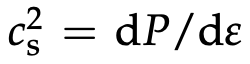 c_s^2 = dP/dε